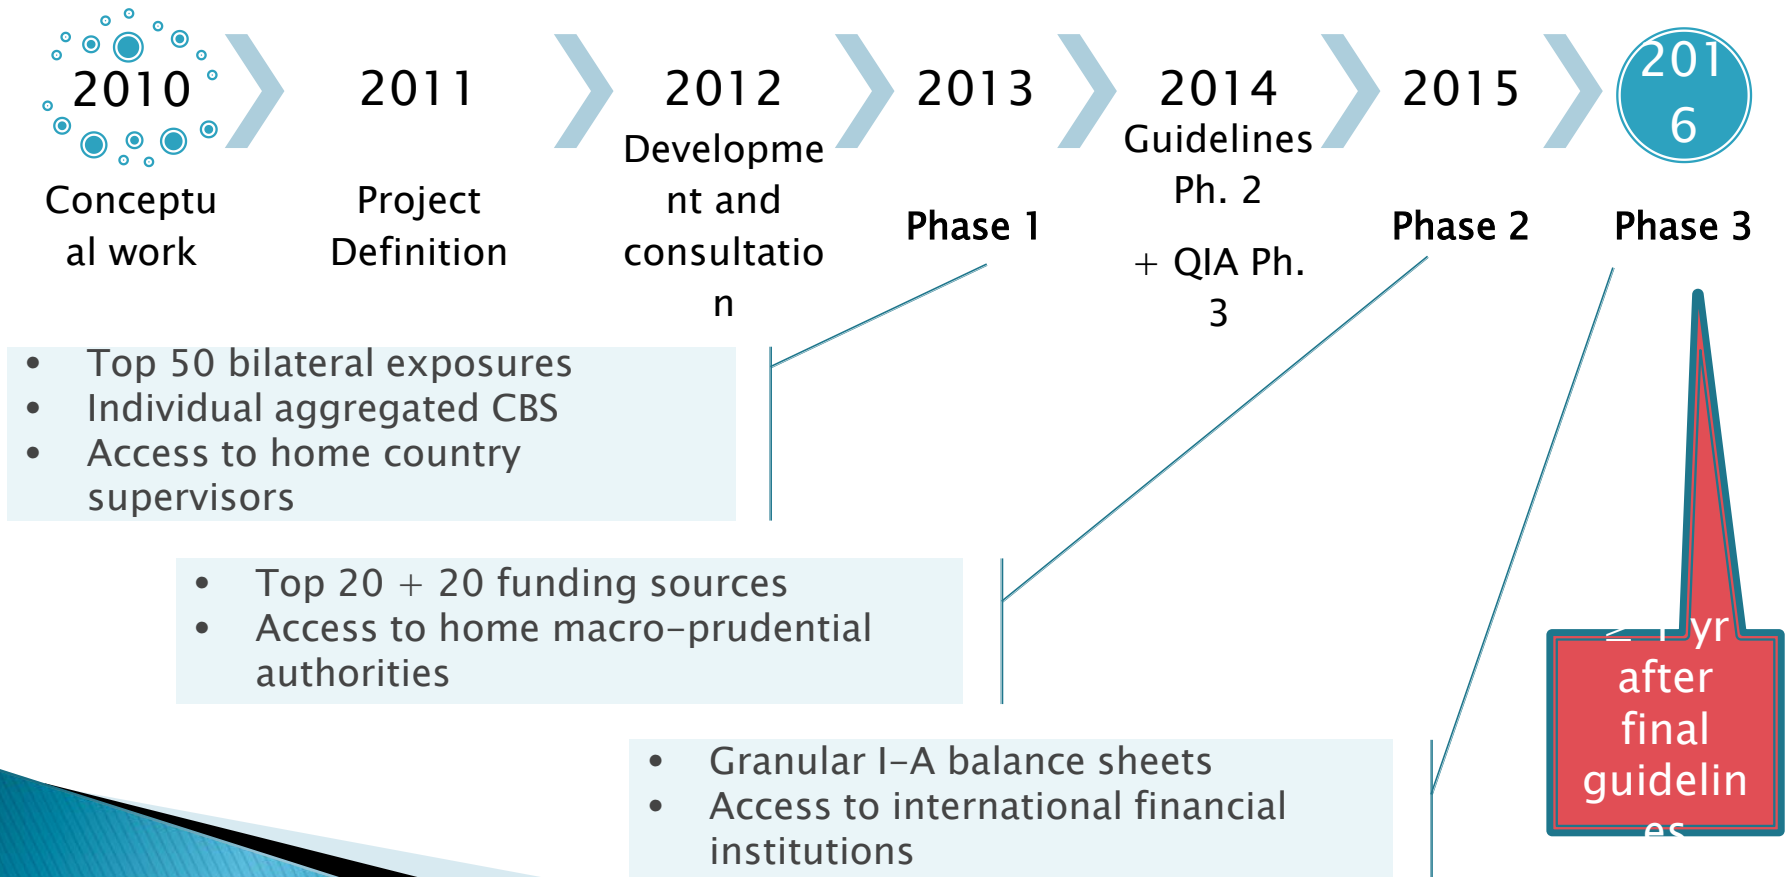 2010
2011
2012
2013
2014
2015
201
6
Conceptu
al work
Project
Definition
Developme
nt and
consultatio
n
Phase 1
Guidelines
Ph. 2
+ QIA Ph.
3
Phase 2
Phase 3
• Top 50 bilateral exposures
• Individual aggregated CBS
• Access to home country
supervisors
• Top 20 + 20 funding sources
• Access to home macro-prudential
authorities
• Granular I-A balance sheets
• Access to international financial
institutions
≥ 1 yr
after
final
guidelin
es